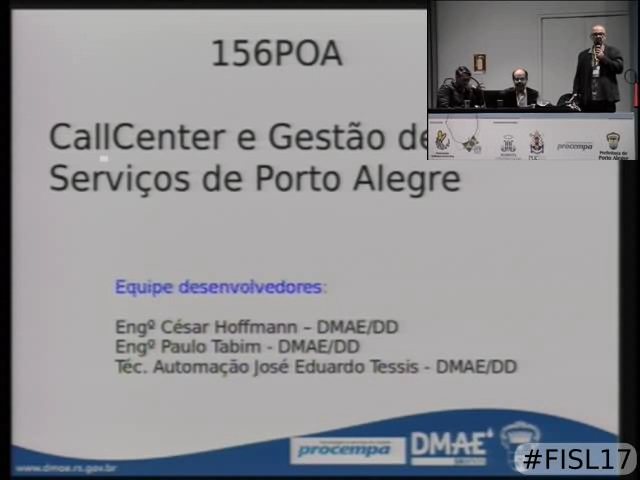 156POA
CallCenter e Gestão de
Serviços de Porto Alegre
Equipe desenvolvedores:
Engº César Hoffmann – DMAE/DD
Engº Paulo Tabim - DMAE/DD
Téc. Automação José Eduardo Tessis - DMAE/DD
www.dmae.rs.gov.br
procempa
DMAE
#FISL17
procempa
Prefeitura de
Porto Alegre
PUC